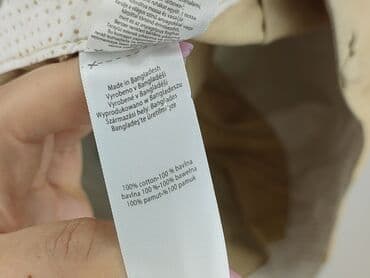 Made in Bangladesh
Vyrobeno v Bangladéši
Vyrobené v Bangladéši
Wyprodukowano w Bangladeszu
Származási hely: Banglades
Bangladeş'te üretilmiştir
100% cotton-100 % bavlna
bavlna 100 %-100% bawełna
100% pamut-%100 pamuk